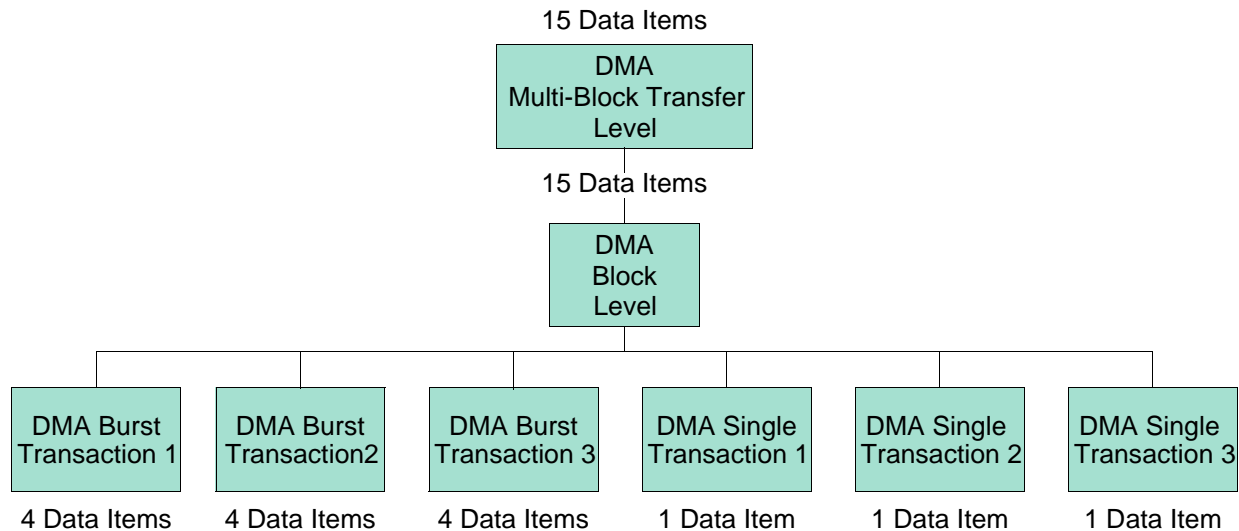 15 Data Items
DMA
Multi-Block Transfer
Level
15 Data Items
DMA
Block
Level
DMA Burst
Transaction 1
DMA Burst
Transaction2
DMA Burst
Transaction 3
DMA Single
Transaction 1
DMA Single
Transaction 2
DMA Single
Transaction 3
4 Data Items
4 Data Items
4 Data Items
1 Data Item
1 Data Item
1 Data Item